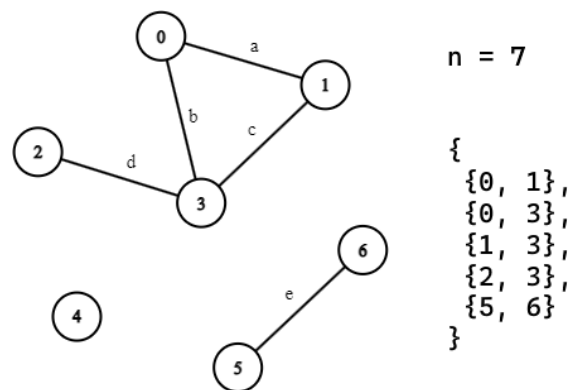 0
a
1
b
c
2
d
3
6
e
4
5
n = 7
{
{0, 1},
{0, 3},
{1, 3},
{2, 3},
{5, 6}
}